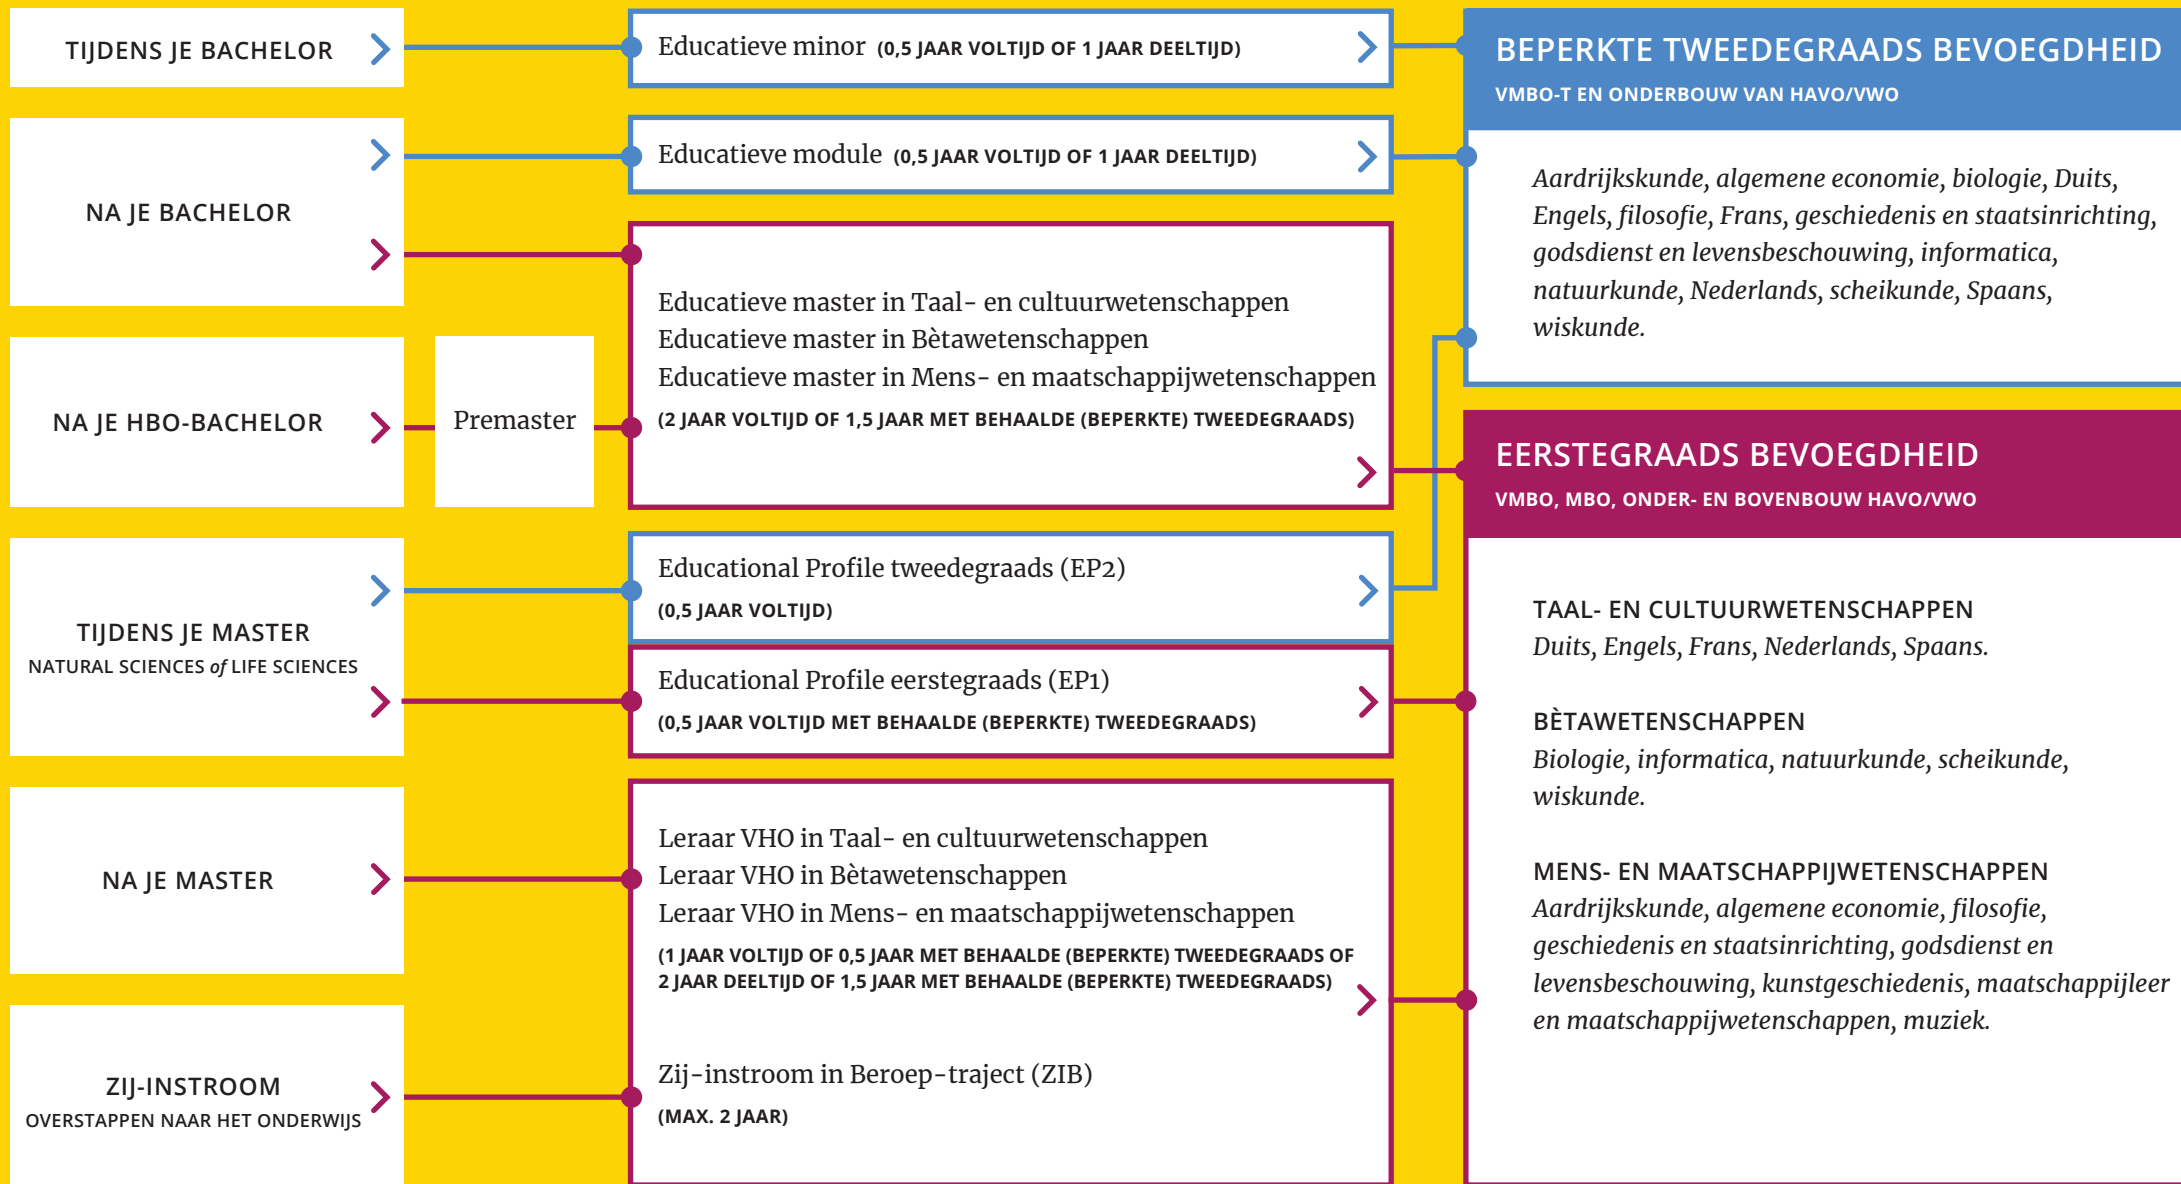 TIJDENS JE BACHELOR
NA JE BACHELOR
NA JE HBO-BACHELOR
Premaster
TIJDENS JE MASTER
NATURAL SCIENCES of LIFE SCIENCES
NA JE MASTER
ZIJ-INSTROOM
OVERSTAPPEN NAAR HET ONDERWIJS
Educatieve minor (0,5 JAAR VOLTIJD OF 1 JAAR DEELTIJD)
Educatieve module (0,5 JAAR VOLTIJD OF 1 JAAR DEELTIJD)
Educatieve master in Taal- en cultuurwetenschappen
Educatieve master in Bètawetenschappen
Educatieve master in Mens- en maatschappijwetenschappen
(2 JAAR VOLTIJD OF 1,5 JAAR MET BEHAALDE (BEPERKTE) TWEEDEGRAADS)
Educational Profile tweedegraads (EP2)
(0,5 JAAR VOLTIJD)
Educational Profile eerstegraads (EP1)
(0,5 JAAR VOLTIJD MET BEHAALDE (BEPERKTE) TWEEDEGRAADS)
Leraar VHO in Taal- en cultuurwetenschappen
Leraar VHO in Bètawetenschappen
Leraar VHO in Mens- en maatschappijwetenschappen
(1 JAAR VOLTIJD OF 0,5 JAAR MET BEHAALDE (BEPERKTE) TWEEDEGRAADS OF
2 JAAR DEELTIJD OF 1,5 JAAR MET BEHAALDE (BEPERKTE) TWEEDEGRAADS)
Zij-instroom in Beroep-traject (ZIB)
(MAX. 2 JAAR)
BEPERKTE TWEEDEGRAADS BEVOEGDHEID
VMBO-T EN ONDERBOUW VAN HAVO/VWO
Aardrijkskunde, algemene economie, biologie, Duits,
Engels, filosofie, Frans, geschiedenis en staatsinrichting,
godsdienst en levensbeschouwing, informatica,
natuurkunde, Nederlands, scheikunde, Spaans,
wiskunde.
EERSTEGRAADS BEVOEGDHEID
VMBO, MBO, ONDER- EN BOVENBOUW HAVO/VWO
TAAL- EN CULTUURWETENSCHAPPEN
Duits, Engels, Frans, Nederlands, Spaans.
BÈTAWETENSCHAPPEN
Biologie, informatica, natuurkunde, scheikunde,
wiskunde.
MENS- EN MAATSCHAPPIJWETENSCHAPPEN
Aardrijkskunde, algemene economie, filosofie,
geschiedenis en staatsinrichting, godsdienst en
levensbeschouwing, kunstgeschiedenis, maatschappijleer
en maatschappijwetenschappen, muziek.